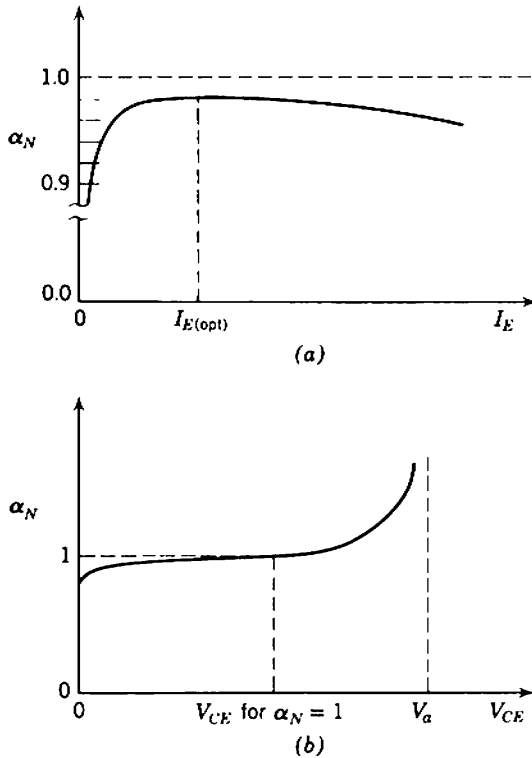 1.0
α_N
0.9
0.0
0
I_E(opt)
I_E
(a)
α_N
1
0
0
V_CE for α_N = 1
V_a
V_CE
(b)